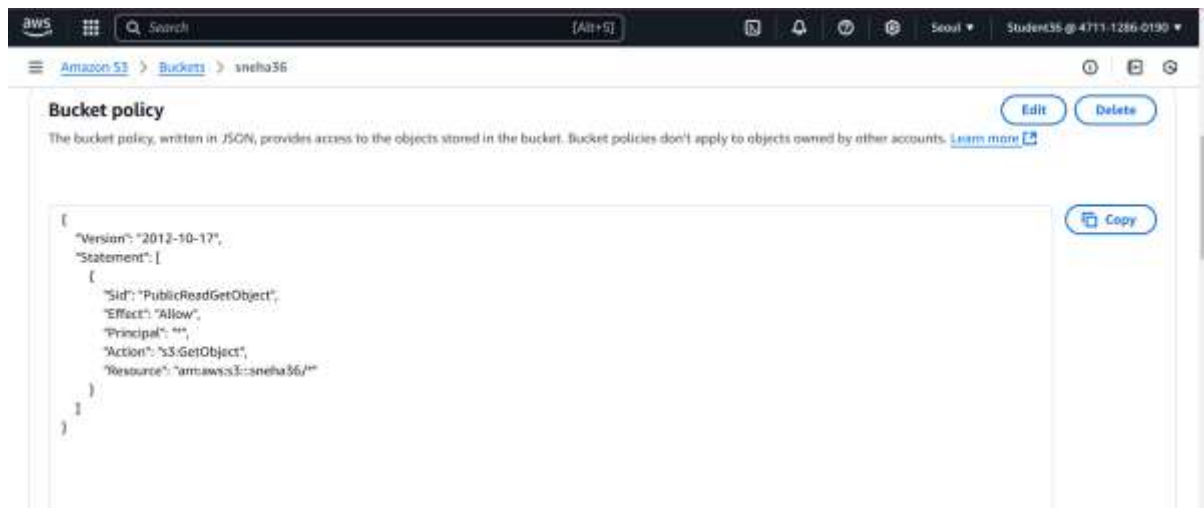 aws
Search
[Alt+S]
Seoul
Student36 @ 4711-1286-0190
Amazon S3 > Buckets > sneha36
Bucket policy
Edit
Delete
The bucket policy, written in JSON, provides access to the objects stored in the bucket. Bucket policies don't apply to objects owned by other accounts. Learn more
Copy
{
"Version": "2012-10-17",
"Statement": [
{
"Sid": "PublicReadGetObject",
"Effect": "Allow",
"Principal": "*",
"Action": "s3:GetObject",
"Resource": "arn:aws:s3:::sneha36/*"
}
]
}